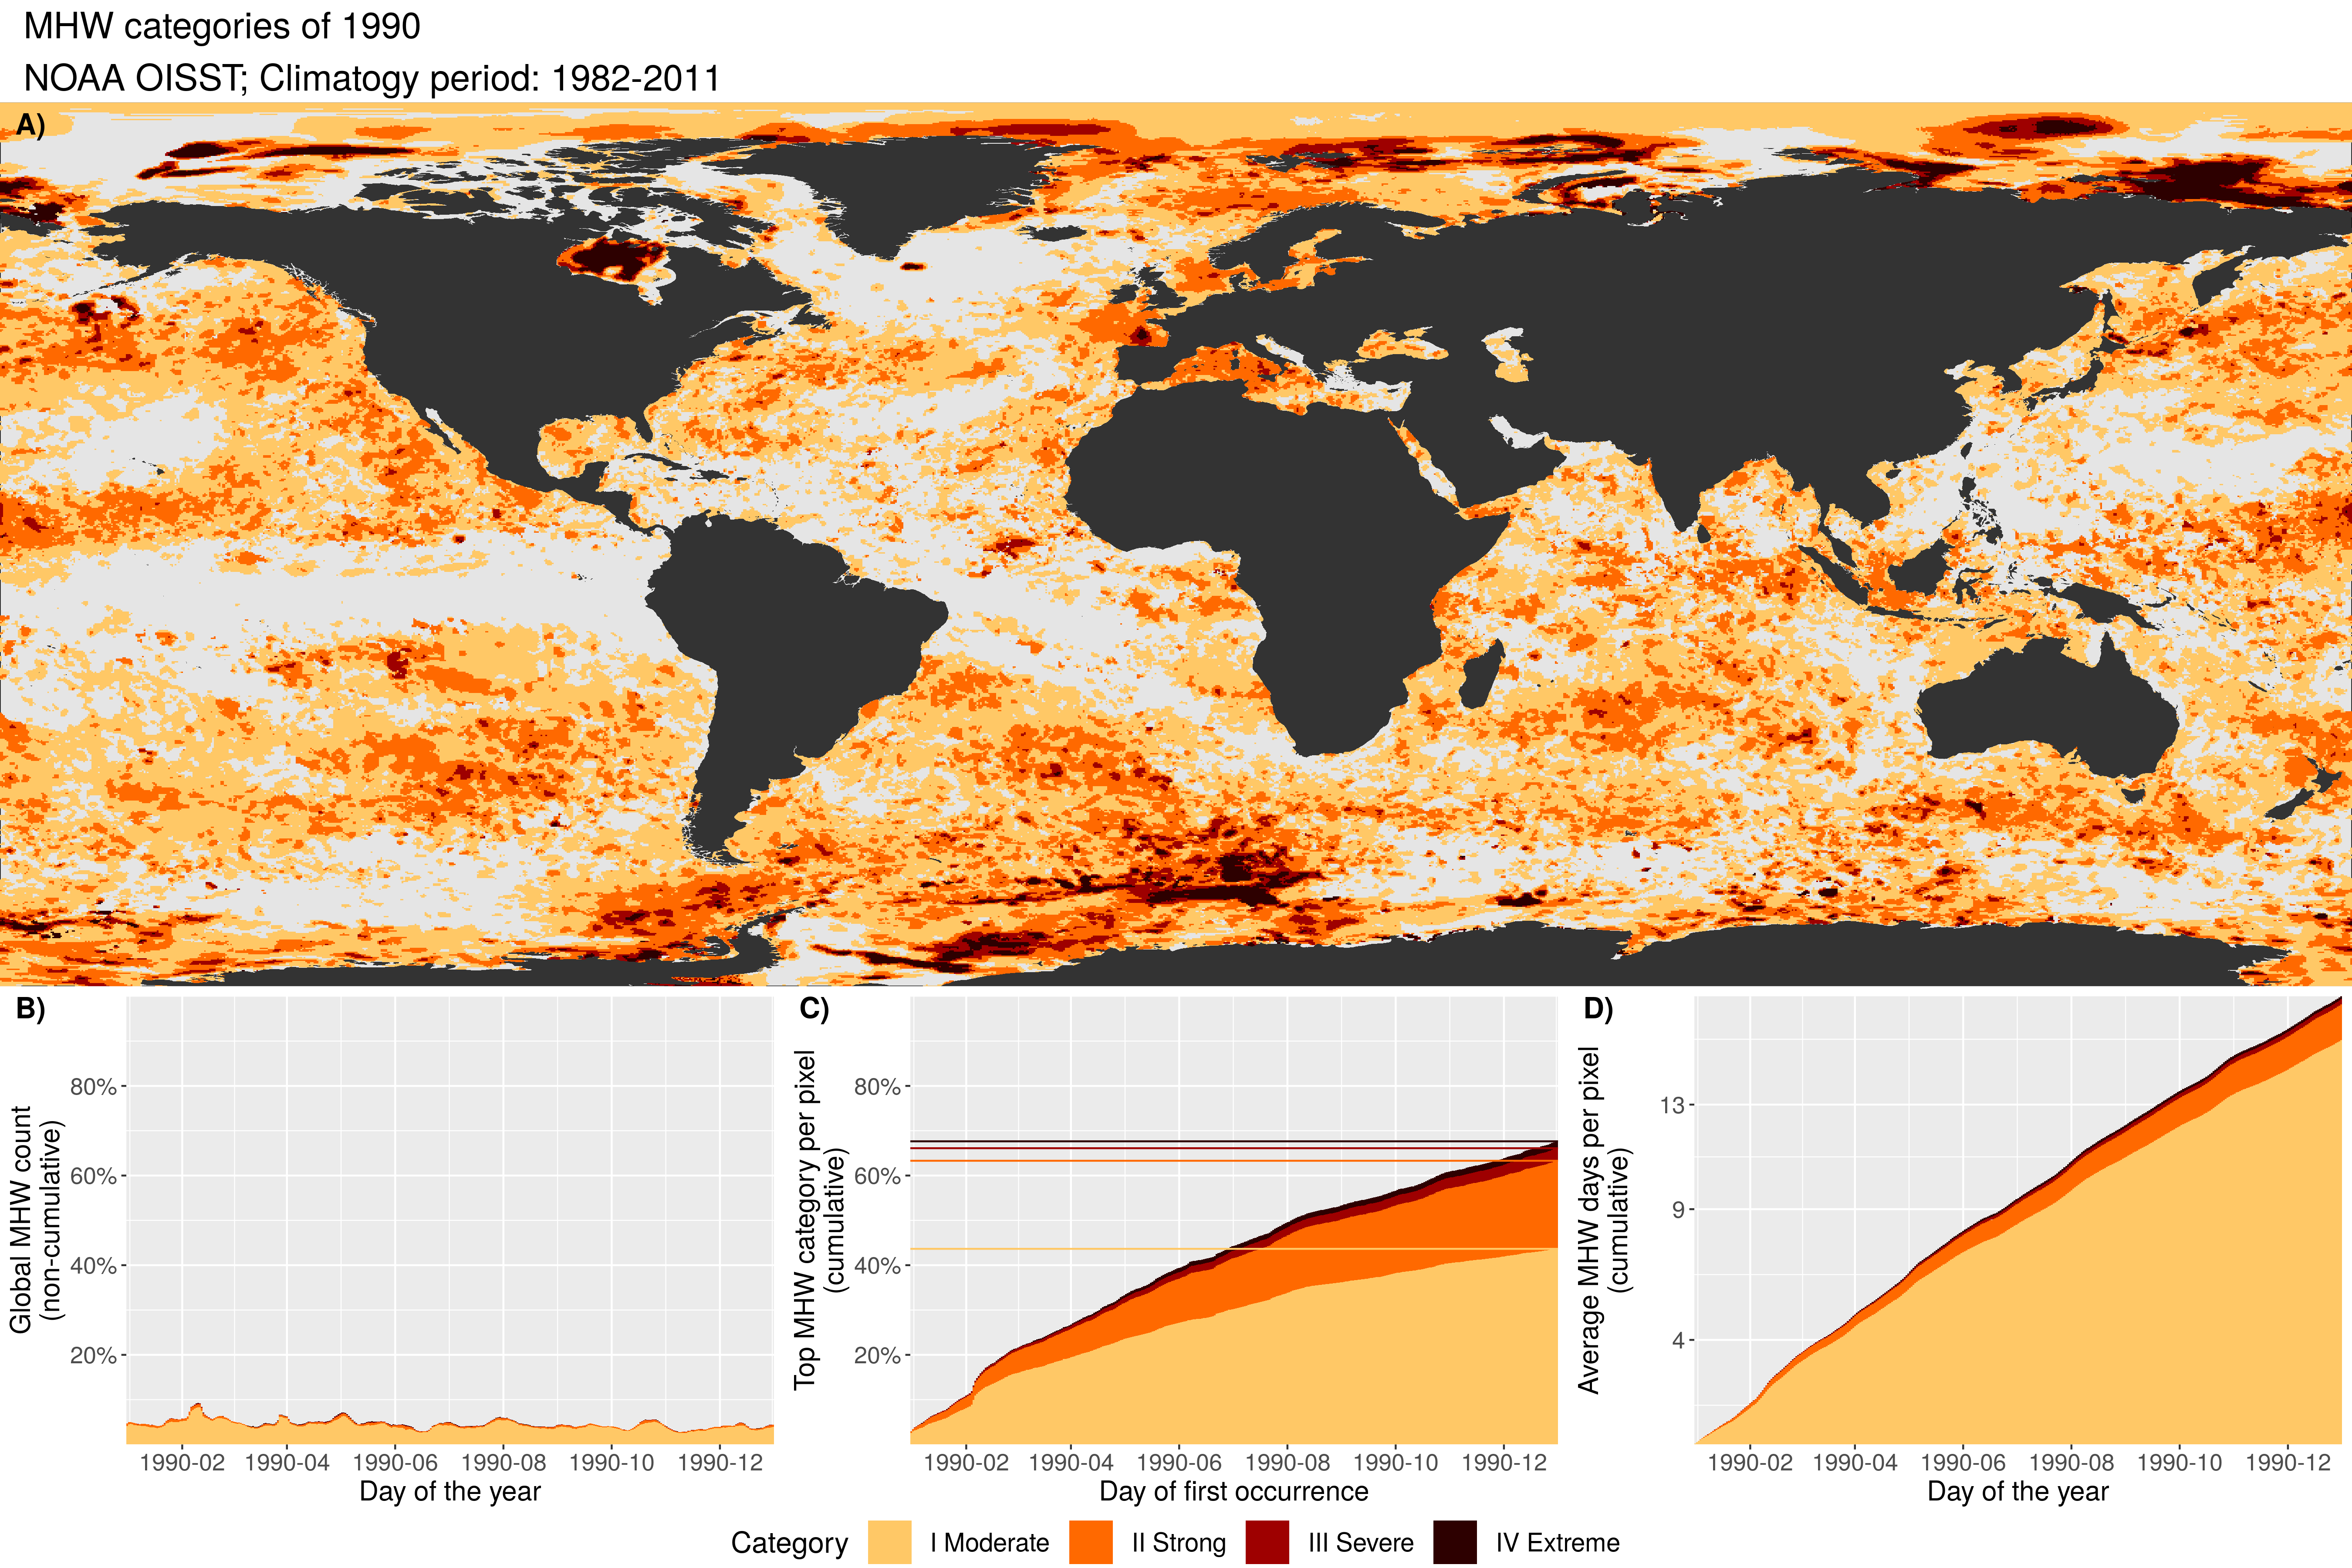 MHW categories of 1990
NOAA OISST; Climatogy period: 1982-2011
A)
B)
Global MHW count
(non-cumulative)
80%
60%
40%
20%
1990-02 1990-04 1990-06 1990-08 1990-10 1990-12
Day of the year
C)
Top MHW category per pixel
(cumulative)
80%
60%
40%
20%
1990-02 1990-04 1990-06 1990-08 1990-10 1990-12
Day of first occurrence
D)
Average MHW days per pixel
(cumulative)
13
9
4
1990-02 1990-04 1990-06 1990-08 1990-10 1990-12
Day of the year
Category I Moderate II Strong III Severe IV Extreme